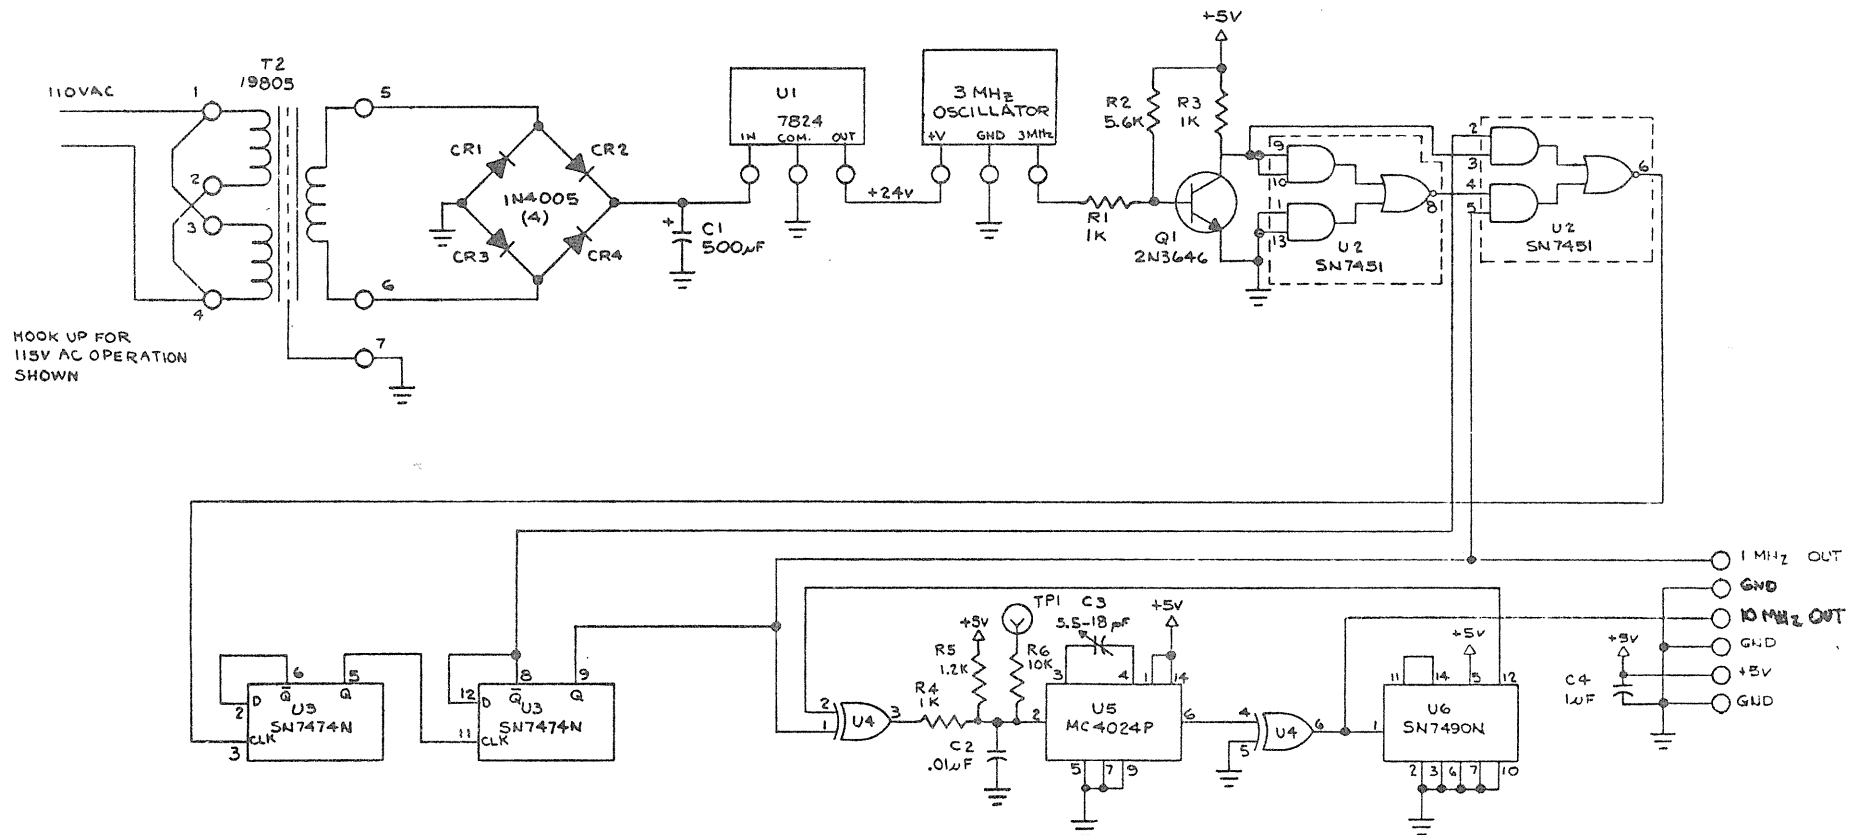 110VAC
T2
19805
1
2
3
4
5
6
7
HOOK UP FOR
115V AC OPERATION
SHOWN
CR1
CR2
CR3
CR4
1N4005
(4)
+
C1
500µF
U1
7824
IN COM. OUT
+24V
3 MHz
OSCILLATOR
+V GND 3MHz
R1
1K
R2
5.6K
R3
1K
+5V
Q1
2N3646
9
10
1
13
8
U2
SN7451
2
3
4
5
6
U2
SN7451
1 MHz OUT
GND
10 MHz OUT
GND
+5V
GND
+5V
C4
1µF
6
5
D Q̅ Q
2
U3
SN7474N
3
CLK
8
9
12
D Q̅ Q
U3
SN7474N
11
CLK
2
1
U4
3
R4
1K
+5V
R5
1.2K
TP1
R6
10K
C2
.01µF
C3
5.5-18 pF
+5V
3
4
1
14
2
U5
MC4024P
6
5
7
9
4
5
U4
6
+5V
11
14
5
12
1
U6
SN7490N
2
3
6
7
10